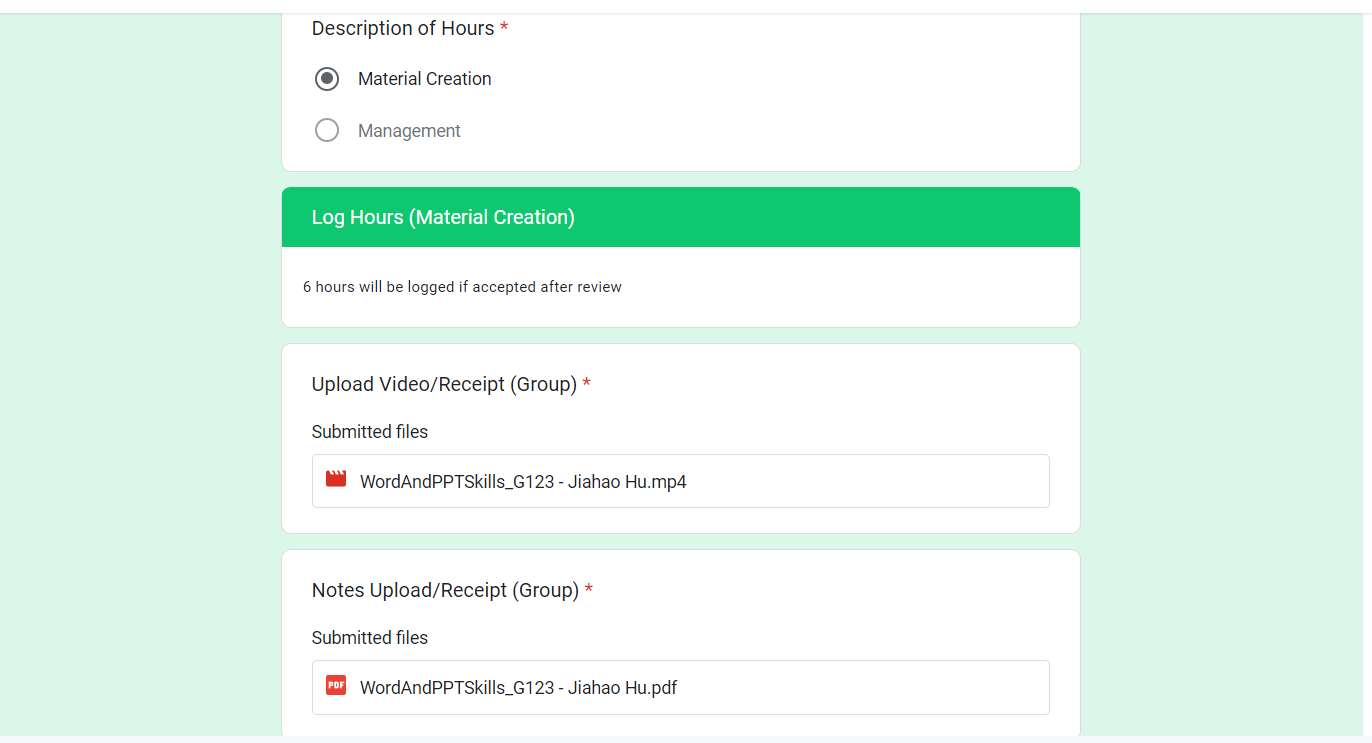 Description of Hours *
Material Creation
Management
Log Hours (Material Creation)
6 hours will be logged if accepted after review
Upload Video/Receipt (Group) *
Submitted files
WordAndPPTSkills_G123 - Jiahao Hu.mp4
Notes Upload/Receipt (Group) *
Submitted files
PDF WordAndPPTSkills_G123 - Jiahao Hu.pdf